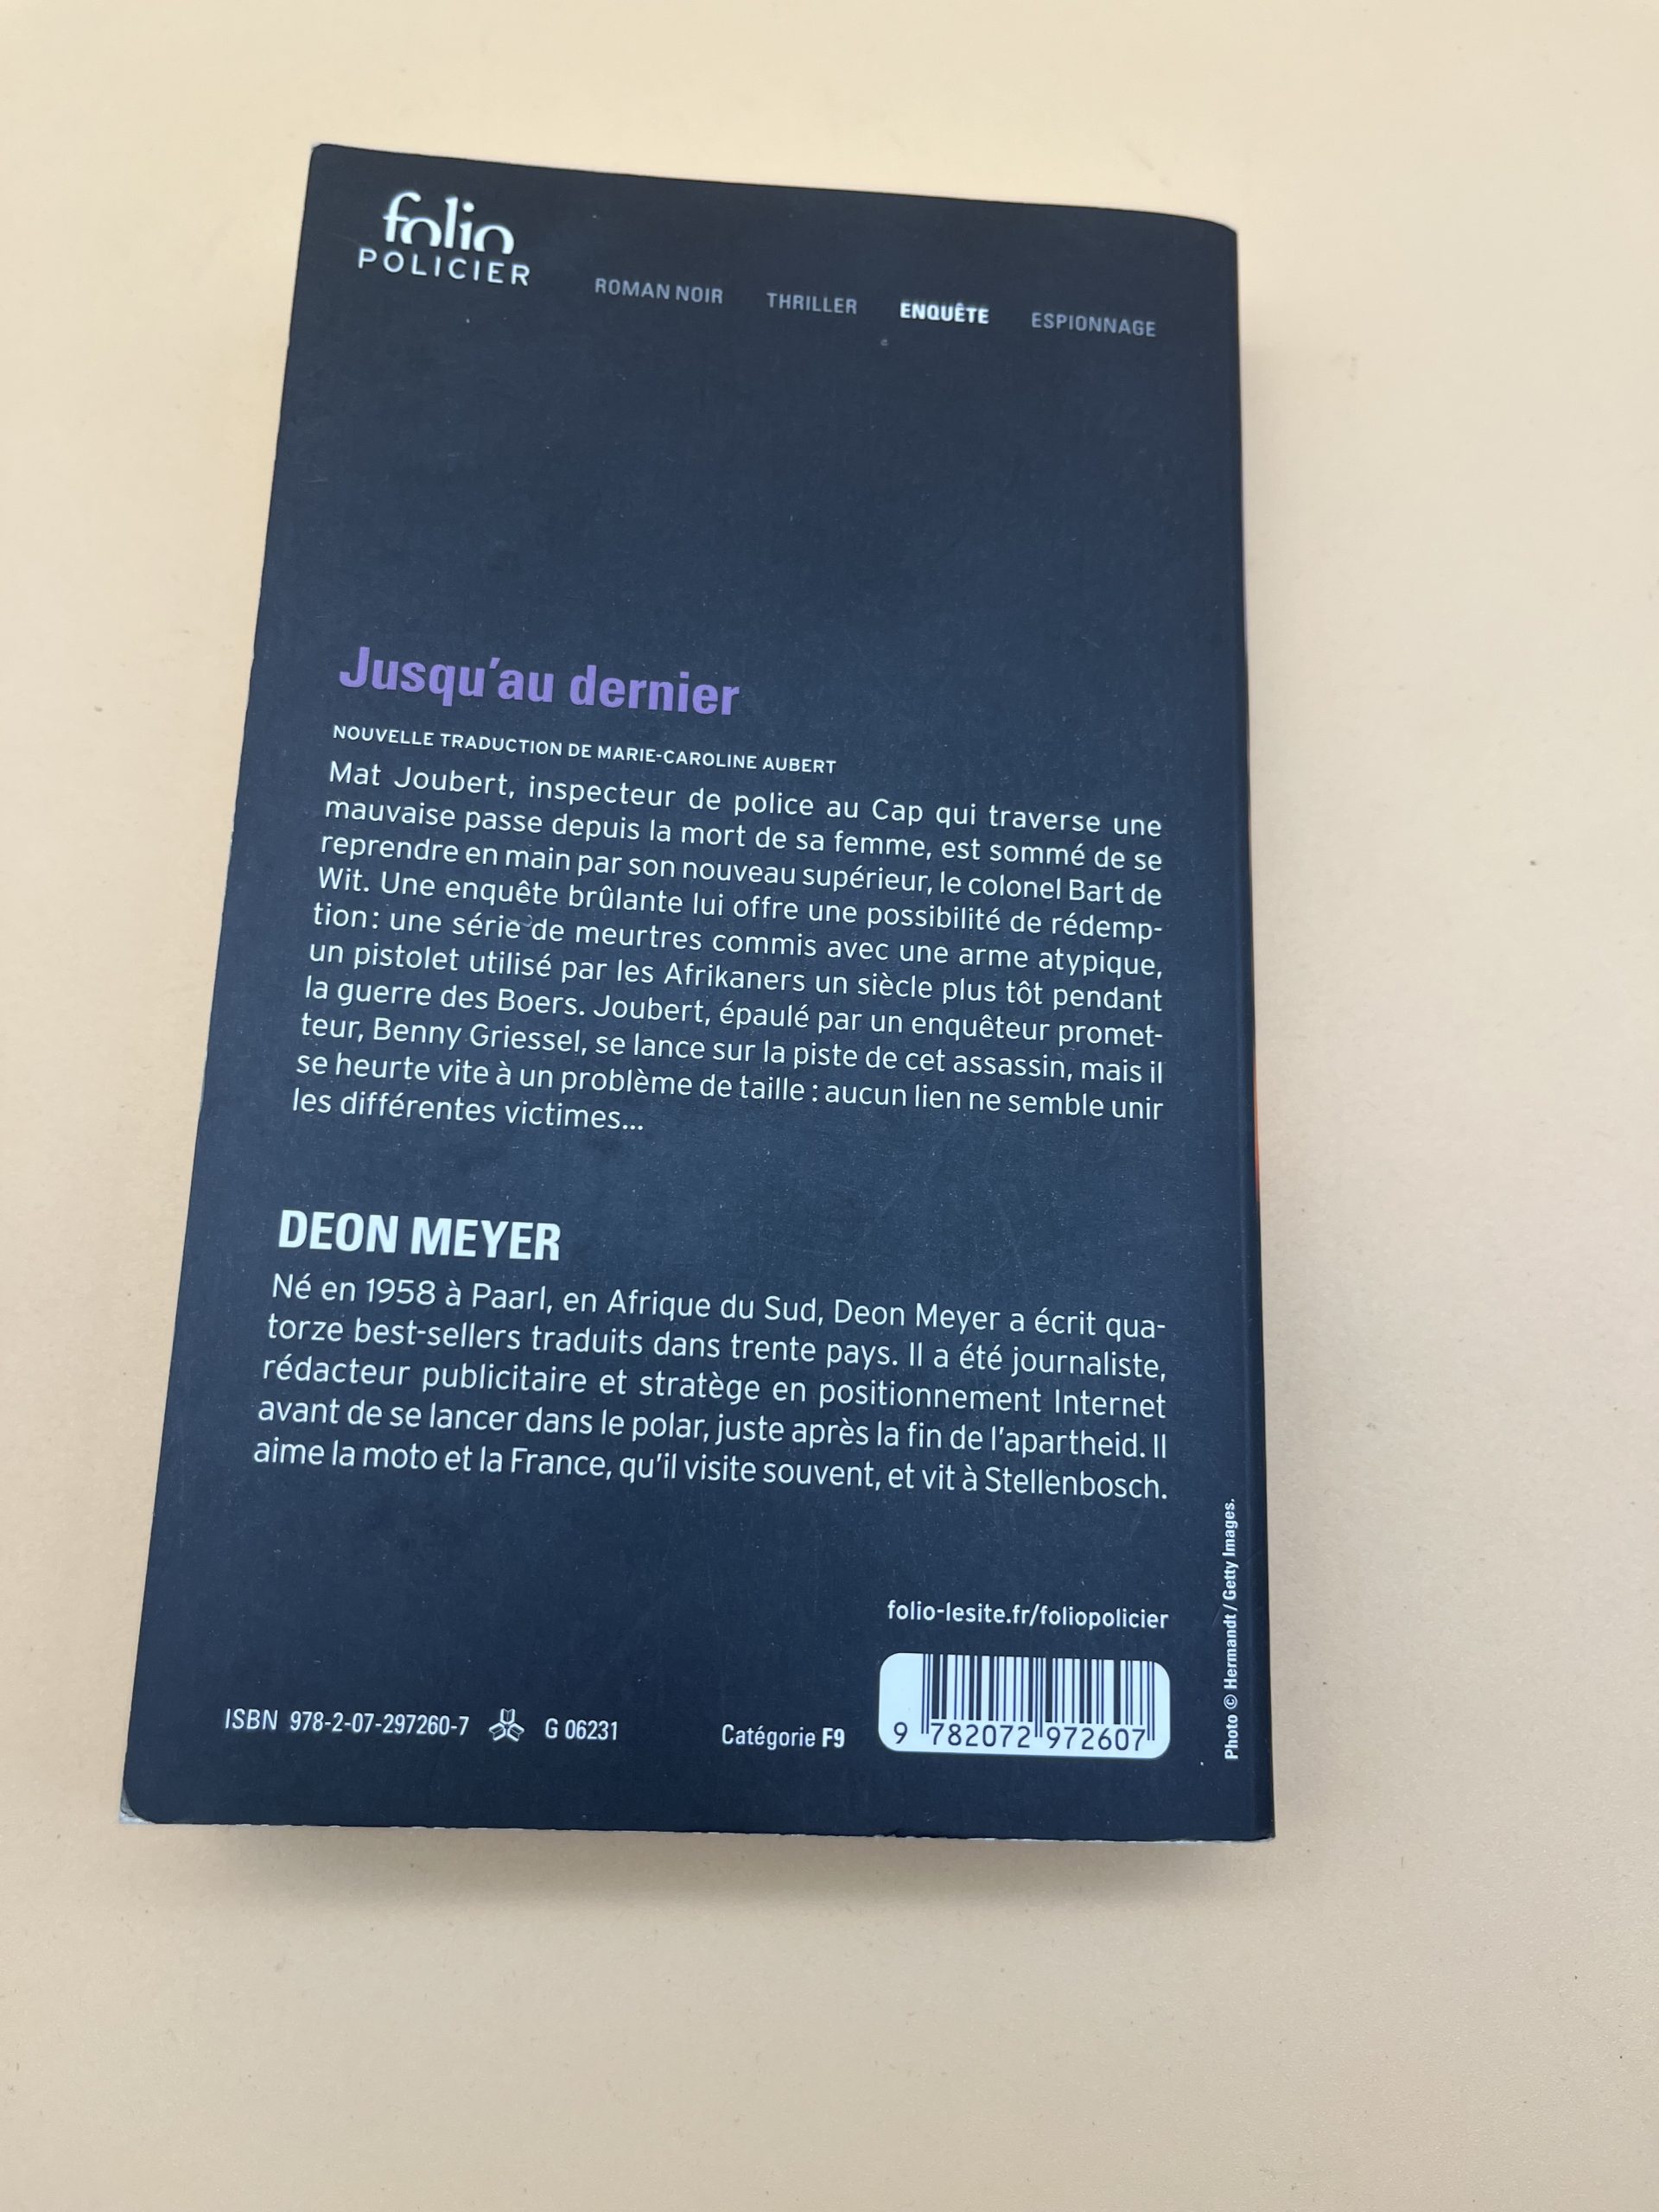 folio
POLICIER
ROMAN NOIR THRILLER ENQUÊTE ESPIONNAGE
Jusqu'au dernier
NOUVELLE TRADUCTION DE MARIE-CAROLINE AUBERT
Mat Joubert, inspecteur de police au Cap qui traverse une
mauvaise passe depuis la mort de sa femme, est sommé de se
reprendre en main par son nouveau supérieur, le colonel Bart de
Wit. Une enquête brûlante lui offre une possibilité de rédemp-
tion : une série de meurtres commis avec une arme atypique,
un pistolet utilisé par les Afrikaners un siècle plus tôt pendant
la guerre des Boers. Joubert, épaulé par un enquêteur promet-
teur, Benny Griessel, se lance sur la piste de cet assassin, mais il
se heurte vite à un problème de taille : aucun lien ne semble unir
les différentes victimes...
DEON MEYER
Né en 1958 à Paarl, en Afrique du Sud, Deon Meyer a écrit qua-
torze best-sellers traduits dans trente pays. Il a été journaliste,
rédacteur publicitaire et stratège en positionnement Internet
avant de se lancer dans le polar, juste après la fin de l'apartheid. Il
aime la moto et la France, qu'il visite souvent, et vit à Stellenbosch.
folio-lesite.fr/foliopolicier
ISBN 978-2-07-297260-7 G 06231 Catégorie F9
9 782072 972607
Photo © Hermandt / Getty Images.